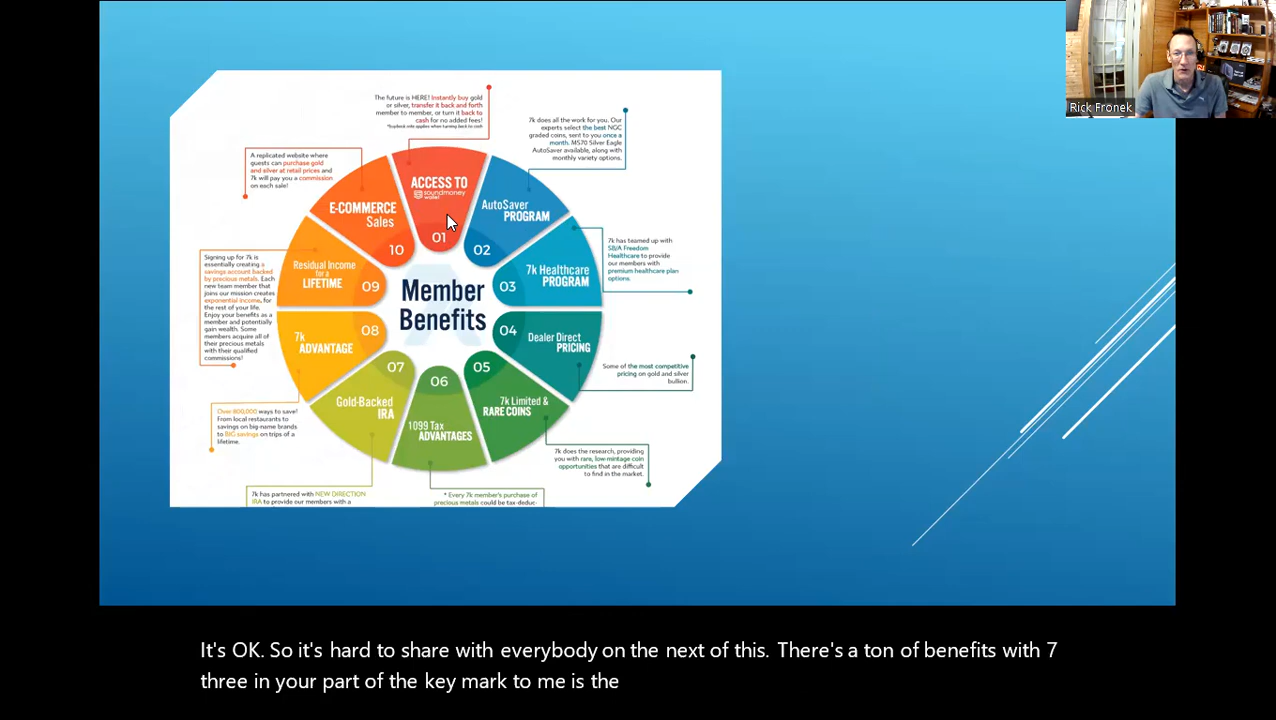 Rick Fronek
The future is HERE! Instantly buy gold
or silver, transfer it back and forth
member to member, or turn it back to
cash for no added fees!
7k does all the work for you. Our
experts select the best NGC
graded coins, sent to you once a
month. MS70 Silver Eagle
AutoSaver available, along with
monthly variety options.
A replicated website where
guests can purchase gold
and silver at retail prices and
7k will pay you a commission
on each sale!
ACCESS TO
soundmoney
wallet
01
AutoSaver
PROGRAM
02
E-COMMERCE
Sales
10
7k has teamed up with
SB/A Freedom
Healthcare to provide
our members with
premium healthcare plan
options.
7k Healthcare
PROGRAM
03
Signing up for 7k is
essentially creating a
savings account backed
by precious metals. Each
new team member that
joins our mission creates
exponential income, for
the rest of your life.
Enjoy your benefits as a
member and potentially
gain wealth. Some
members acquire all of
their precious metals
with their qualified
commissions!
Residual Income
for a
LIFETIME
09
Member
Benefits
Dealer Direct
PRICING
04
7k
ADVANTAGE
08
Some of the most competitive
pricing on gold and silver
bullion.
07
06
05
Gold-Backed
IRA
1099 Tax
ADVANTAGES
7k Limited &
RARE COINS
Over 800,000 ways to save!
From local restaurants to
savings on big-name brands
to BIG savings on trips of a
lifetime.
7k does the research, providing
you with rare, low-mintage coin
opportunities that are difficult
to find in the market.
7k has partnered with NEW DIRECTION
IRA to provide our members with a
* Every 7k member's purchase of
precious metals could be tax-deduc-
It's OK. So it's hard to share with everybody on the next of this. There's a ton of benefits with 7
three in your part of the key mark to me is the